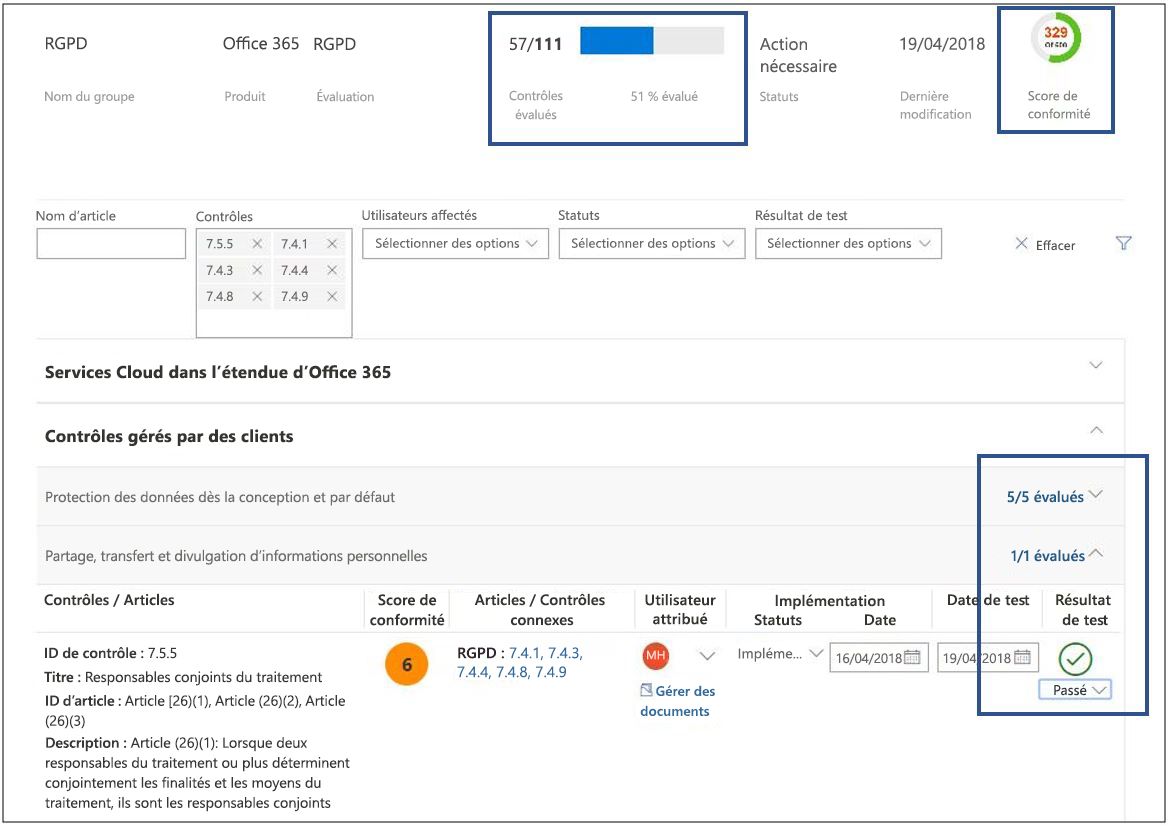 RGPD Office 365 RGPD 57/111 Action nécessaire 19/04/2018 329 Of 600
Nom du groupe Produit Évaluation Contrôles évalués 51 % évalué Statuts Dernière modification Score de conformité
Nom d'article Contrôles Utilisateurs affectés Statuts Résultat de test
7.5.5 7.4.1 Sélectionner des options Sélectionner des options Sélectionner des options Effacer
7.4.3 7.4.4
7.4.8 7.4.9
Services Cloud dans l'étendue d'Office 365
Contrôles gérés par des clients
Protection des données dès la conception et par défaut 5/5 évalués
Partage, transfert et divulgation d'informations personnelles 1/1 évalués
Contrôles / Articles Score de conformité Articles / Contrôles connexes Utilisateur attribué Implémentation Statuts Date Date de test Résultat de test
ID de contrôle : 7.5.5
Titre : Responsables conjoints du traitement
ID d'article : Article [26)(1), Article (26)(2), Article
(26)(3)
Description : Article (26)(1): Lorsque deux
responsables du traitement ou plus déterminent
conjointement les finalités et les moyens du
traitement, ils sont les responsables conjoints
6
RGPD : 7.4.1, 7.4.3,
7.4.4, 7.4.8, 7.4.9
MH
Gérer des
documents
Impléme... 16/04/2018 19/04/2018
Passé